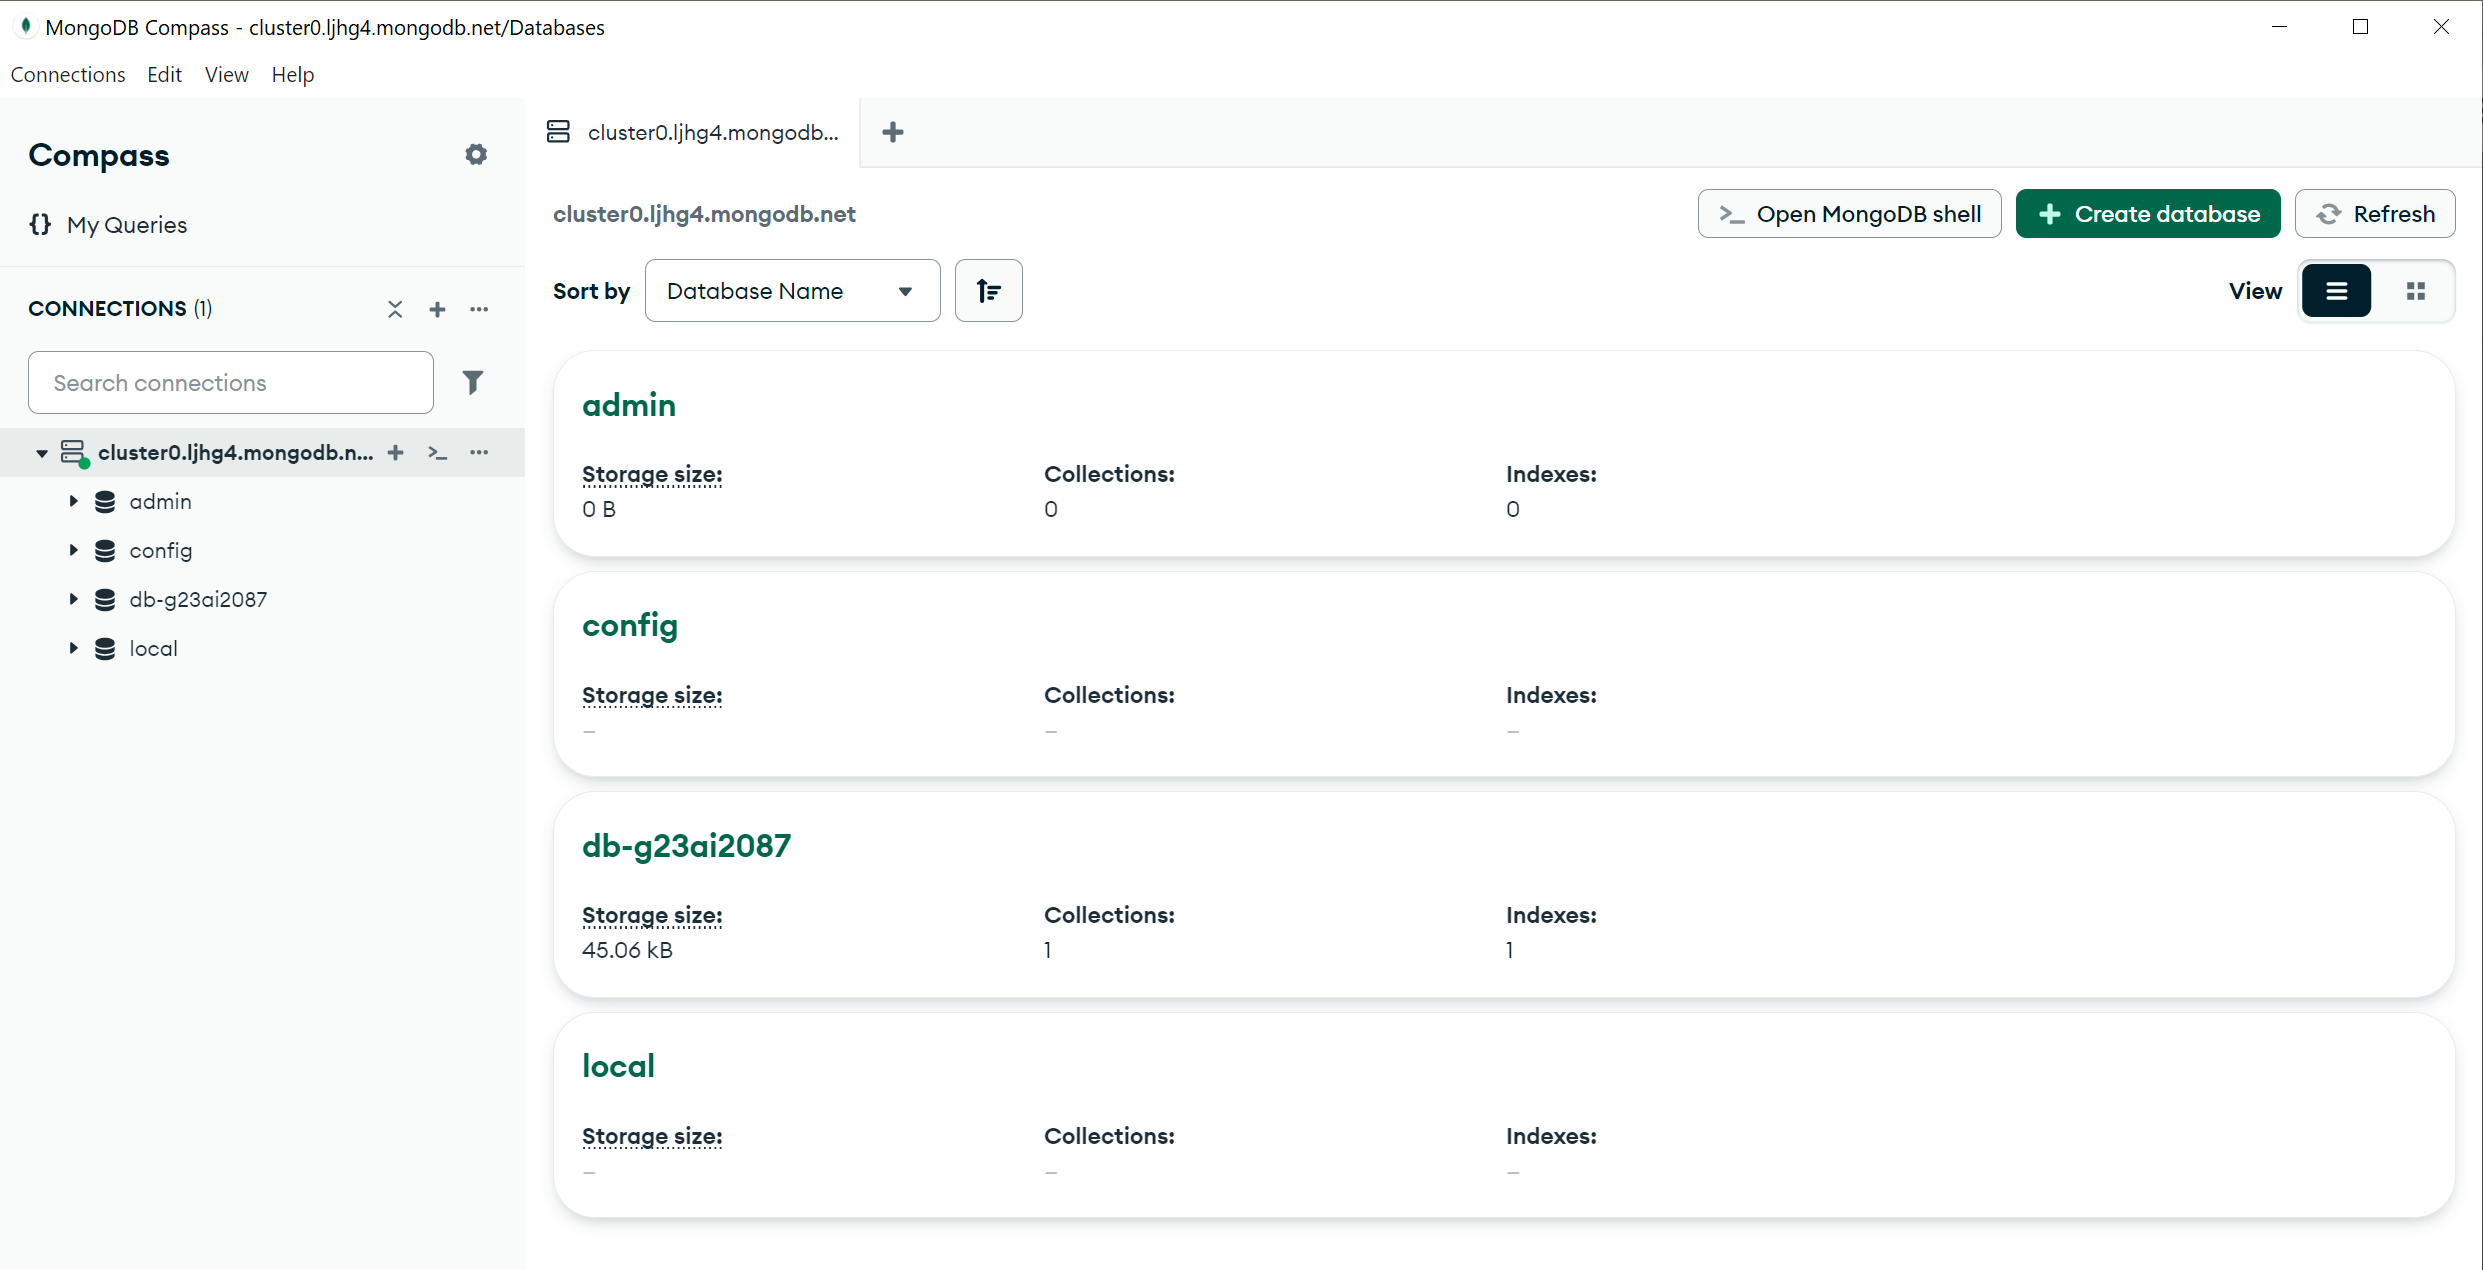 MongoDB Compass - cluster0.ljhg4.mongodb.net/Databases
Connections Edit View Help
Compass
{} My Queries
CONNECTIONS (1)
Search connections
cluster0.ljhg4.mongodb.n...
admin
config
db-g23ai2087
local
cluster0.ljhg4.mongodb...
cluster0.ljhg4.mongodb.net
>_ Open MongoDB shell
Create database
Refresh
Sort by Database Name
View
admin
Storage size: Collections: Indexes:
0 B 0 0
config
Storage size: Collections: Indexes:
– – –
db-g23ai2087
Storage size: Collections: Indexes:
45.06 kB 1 1
local
Storage size: Collections: Indexes:
– – –